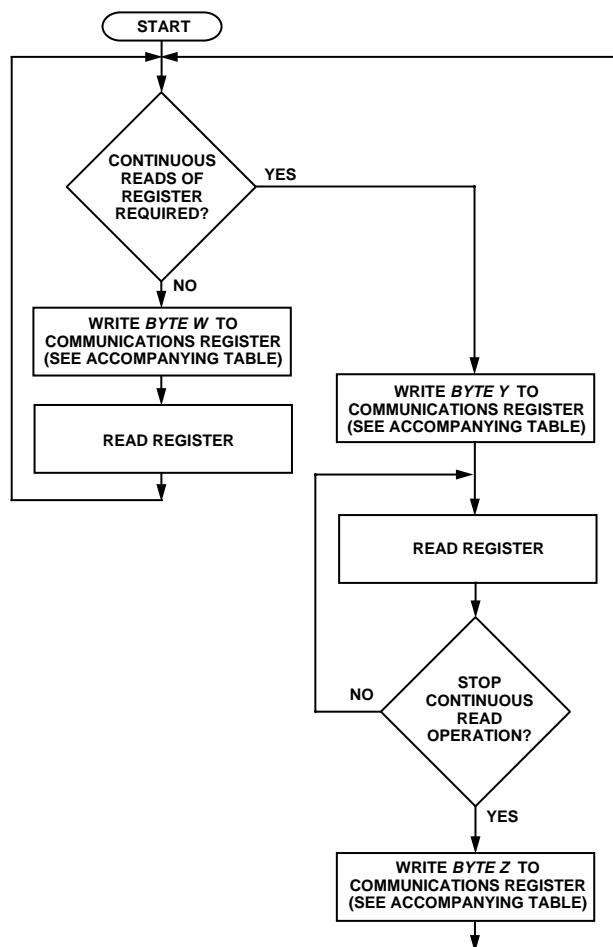 START
CONTINUOUS
READS OF
REGISTER
REQUIRED?
YES
NO
WRITE BYTE W TO
COMMUNICATIONS REGISTER
(SEE ACCOMPANYING TABLE)
READ REGISTER
WRITE BYTE Y TO
COMMUNICATIONS REGISTER
(SEE ACCOMPANYING TABLE)
READ REGISTER
STOP
CONTINUOUS
READ
OPERATION?
NO
YES
WRITE BYTE Z TO
COMMUNICATIONS REGISTER
(SEE ACCOMPANYING TABLE)